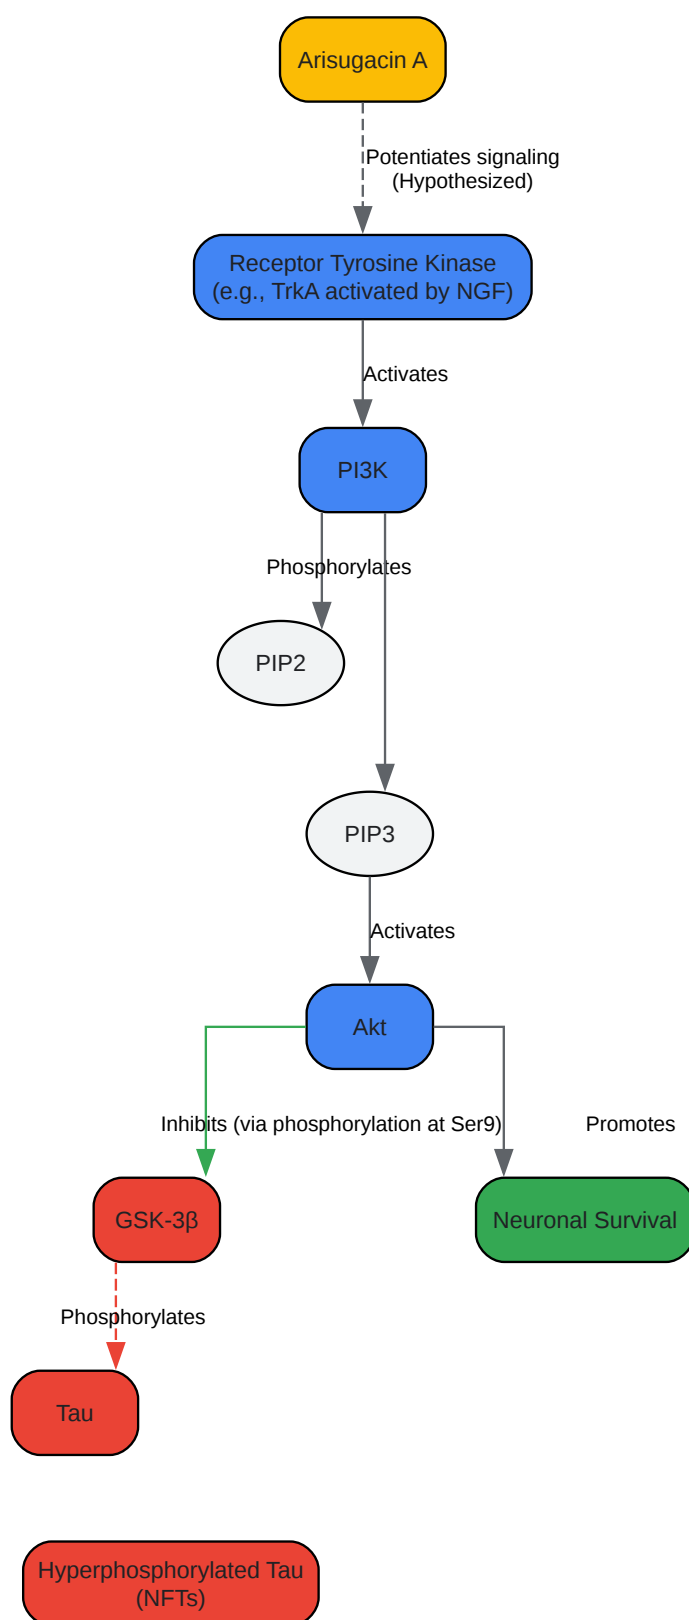 Arisugacin A
Potentiates signaling
(Hypothesized)
Receptor Tyrosine Kinase
(e.g., TrkA activated by NGF)
Activates
PI3K
Phosphorylates
PIP2
PIP3
Activates
Akt
Inhibits (via phosphorylation at Ser9)
Promotes
GSK-3β
Neuronal Survival
Phosphorylates
Tau
Hyperphosphorylated Tau
(NFTs)